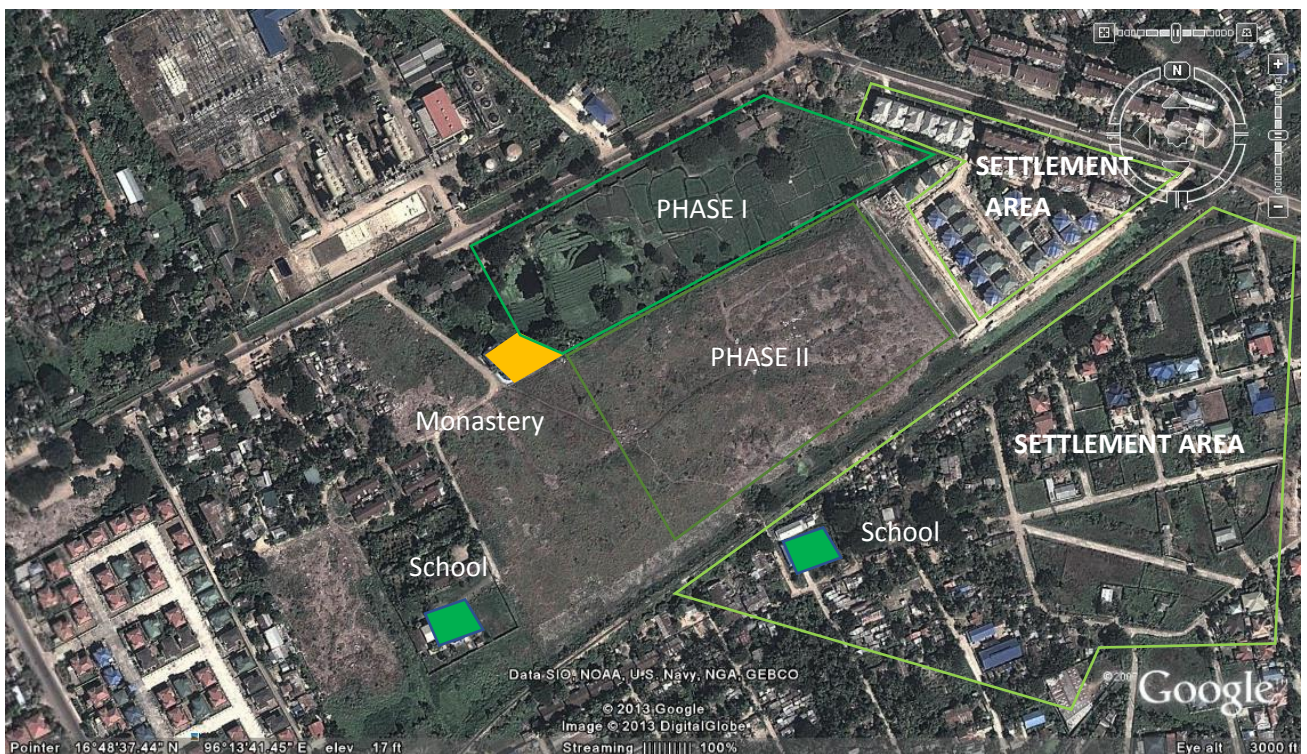 N
SETTLEMENT
AREA
PHASE I
PHASE II
Monastery
SETTLEMENT AREA
School
School
Data SIO, NOAA, U.S. Navy, NGA, GEBCO
© 2013 Google
Image © 2013 DigitalGlobe
©200
Google
Pointer 16°48'37.44" N 96°13'41.45" E elev 17 ft
Streaming 100%
Eye alt 3000 ft